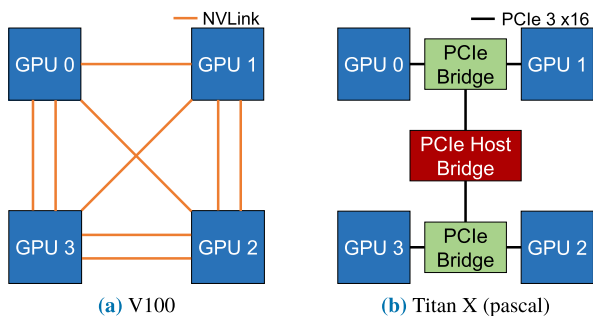 NVLink
GPU 0
GPU 1
GPU 3
GPU 2
(a) V100
PCIe 3 x16
GPU 0
PCIe
Bridge
GPU 1
PCIe Host
Bridge
GPU 3
PCIe
Bridge
GPU 2
(b) Titan X (pascal)